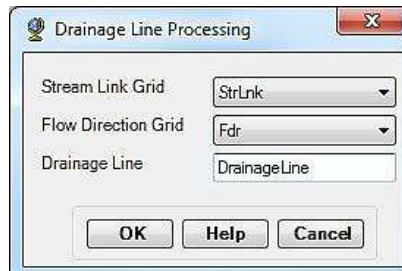 Drainage Line Processing
Stream Link Grid StrLnk
Flow Direction Grid Fdr
Drainage Line DrainageLine
OK Help Cancel